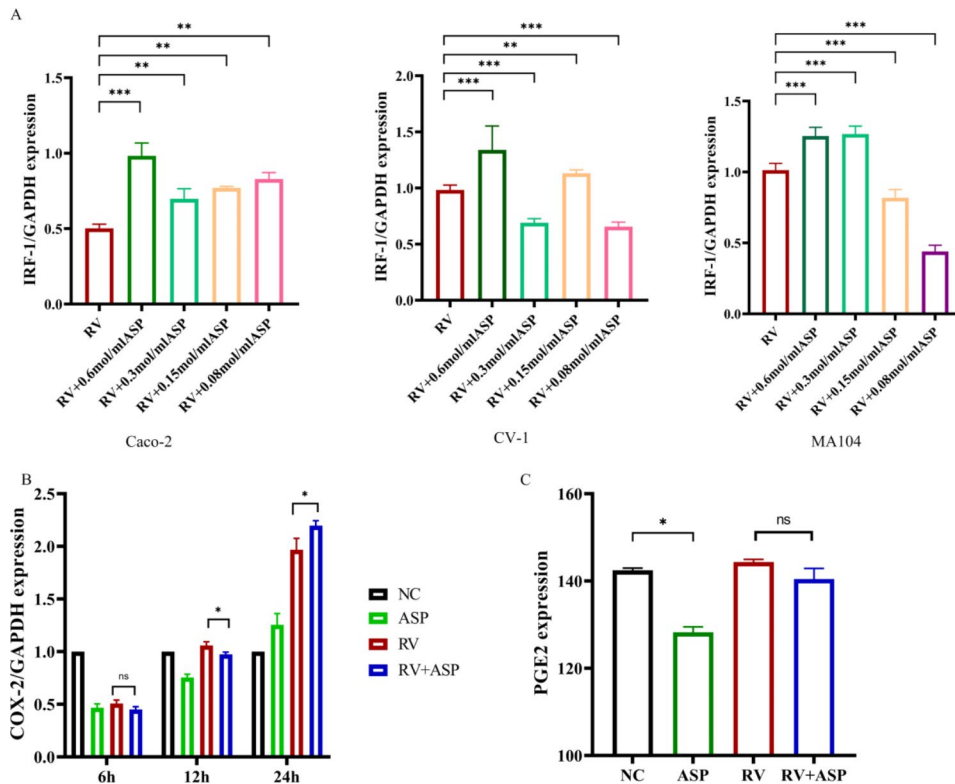 A
**
**
**
***
IRF-1/GAPDH expression
1.5
1.0
0.5
0.0
RV
RV+0.6mol/mlASP
RV+0.3mol/mlASP
RV+0.15mol/mlASP
RV+0.08mol/mlASP
Caco-2
***
**
***
***
IRF-1/GAPDH expression
2.0
1.5
1.0
0.5
0.0
RV
RV+0.6mol/mlASP
RV+0.3mol/mlASP
RV+0.15mol/mlASP
RV+0.08mol/mlASP
CV-1
***
***
***
***
IRF-1/GAPDH expression
1.5
1.0
0.5
0.0
RV
RV+0.6mol/mlASP
RV+0.3mol/mlASP
RV+0.15mol/mlASP
RV+0.08mol/mlASP
MA104
B
COX-2/GAPDH expression
2.5
2.0
1.5
1.0
0.5
0.0
ns
*
*
6h 12h 24h
NC
ASP
RV
RV+ASP
C
PGE2 expression
160
140
120
100
*
ns
NC ASP RV RV+ASP